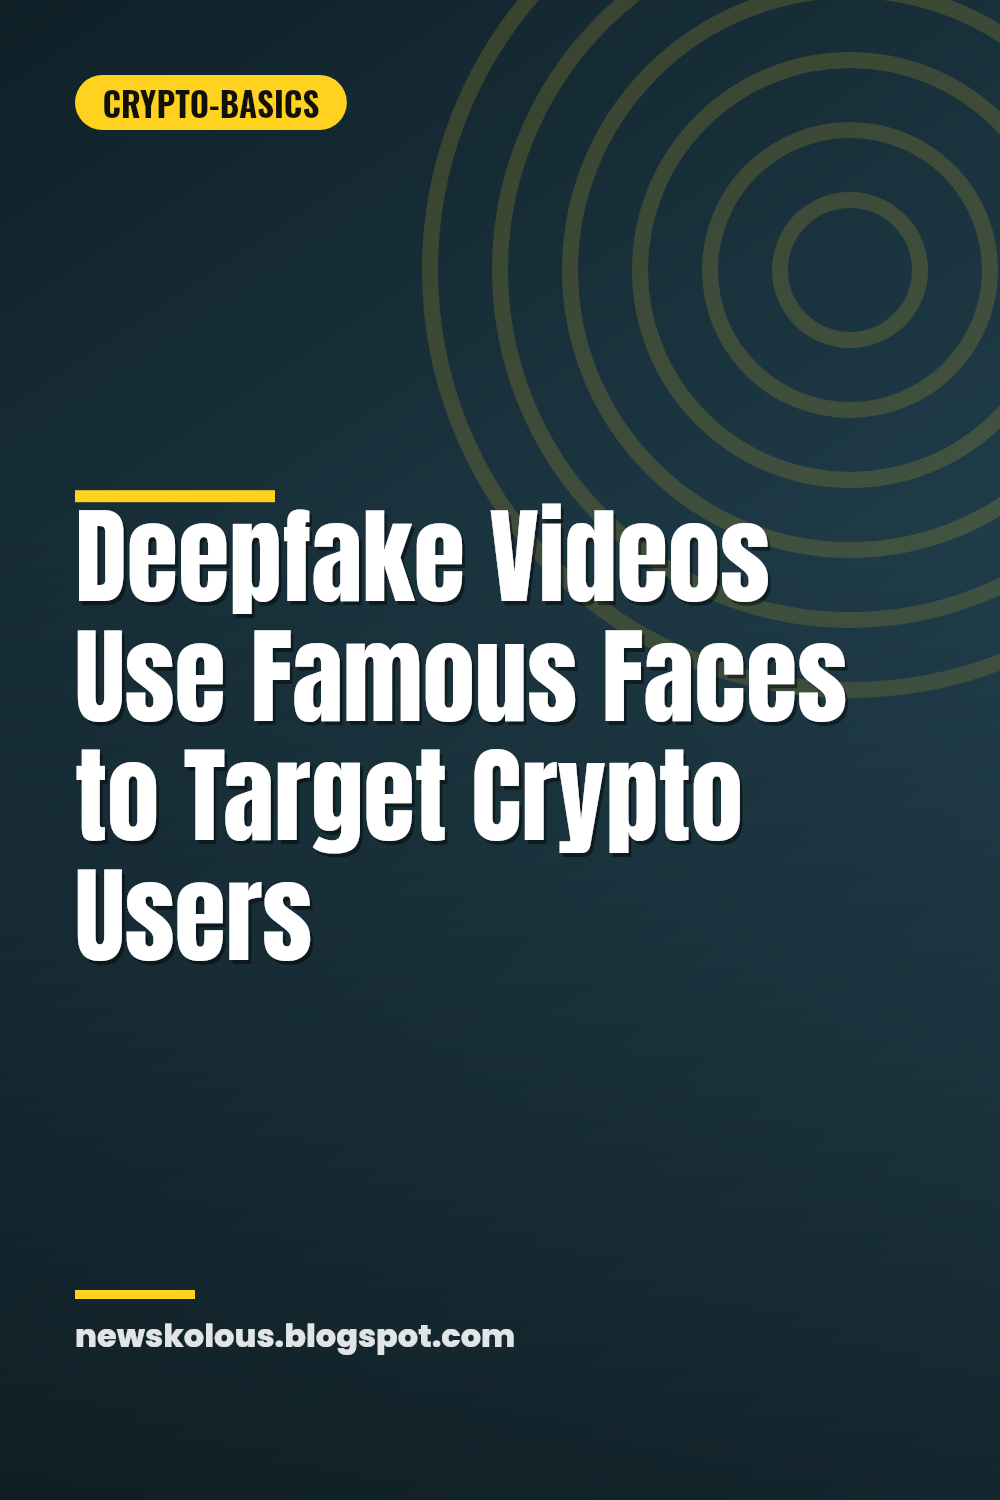 CRYPTO-BASICS
Deepfake Videos
Use Famous Faces
to Target Crypto
Users
newskolous.blogspot.com